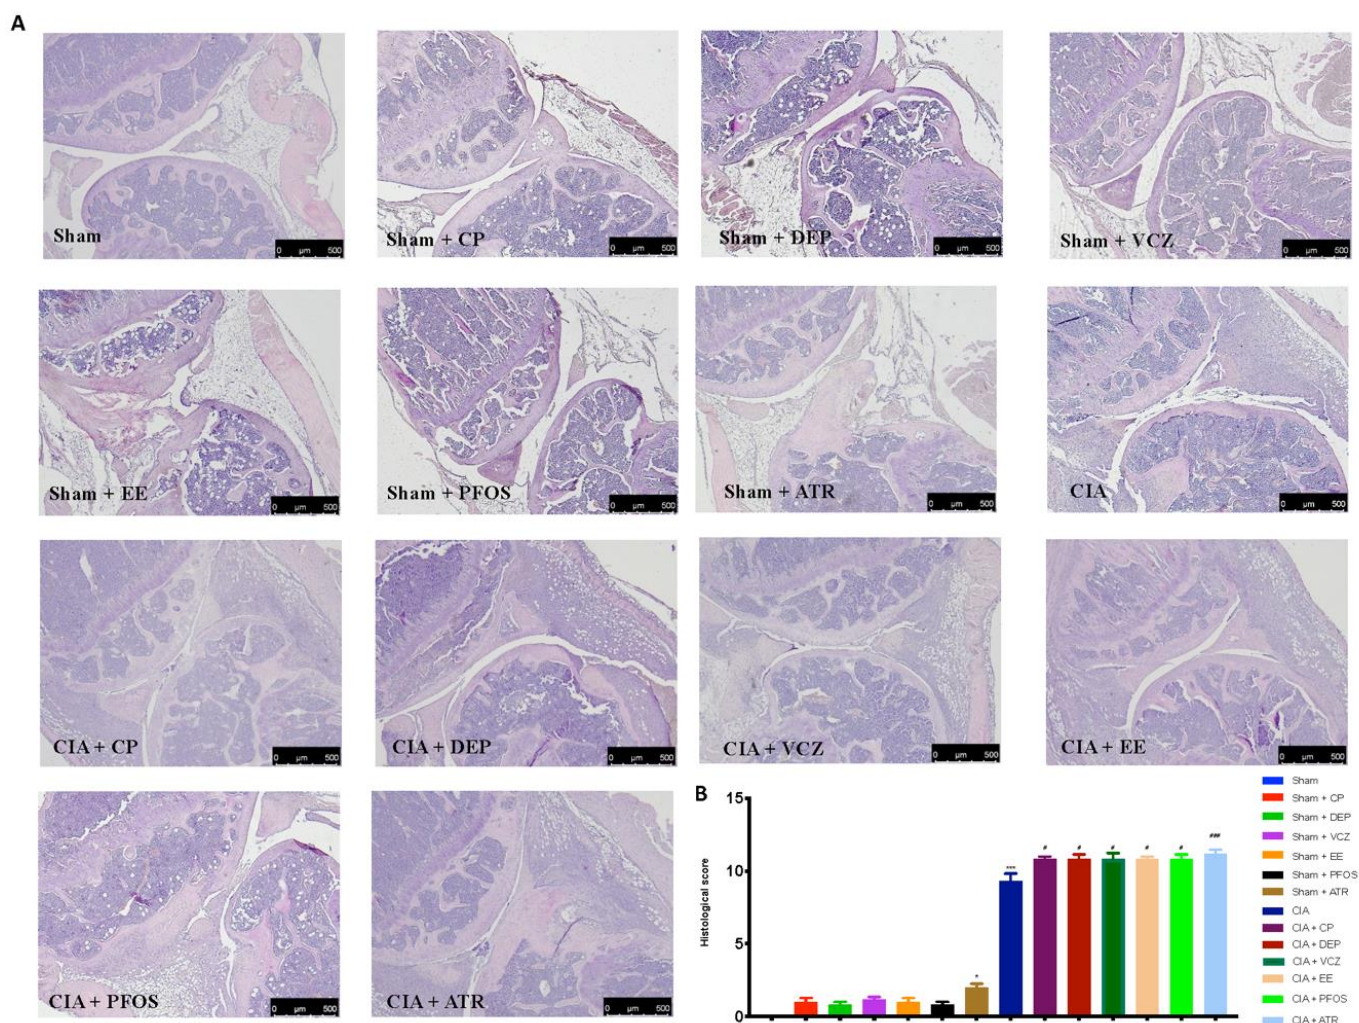 A
Sham
0 µm 500
Sham + CP
0 µm 500
Sham + DEP
0 µm 500
Sham + VCZ
0 µm 500
Sham + EE
0 µm 500
Sham + PFOS
0 µm 500
Sham + ATR
0 µm 500
CIA
0 µm 500
CIA + CP
0 µm 500
CIA + DEP
0 µm 500
CIA + VCZ
0 µm 500
CIA + EE
0 µm 500
CIA + PFOS
0 µm 500
CIA + ATR
0 µm 500
B
Histological score
15
10
5
0
*
***
#
#
#
#
#
###
Sham
Sham + CP
Sham + DEP
Sham + VCZ
Sham + EE
Sham + PFOS
Sham + ATR
CIA
CIA + CP
CIA + DEP
CIA + VCZ
CIA + EE
CIA + PFOS
CIA + ATR